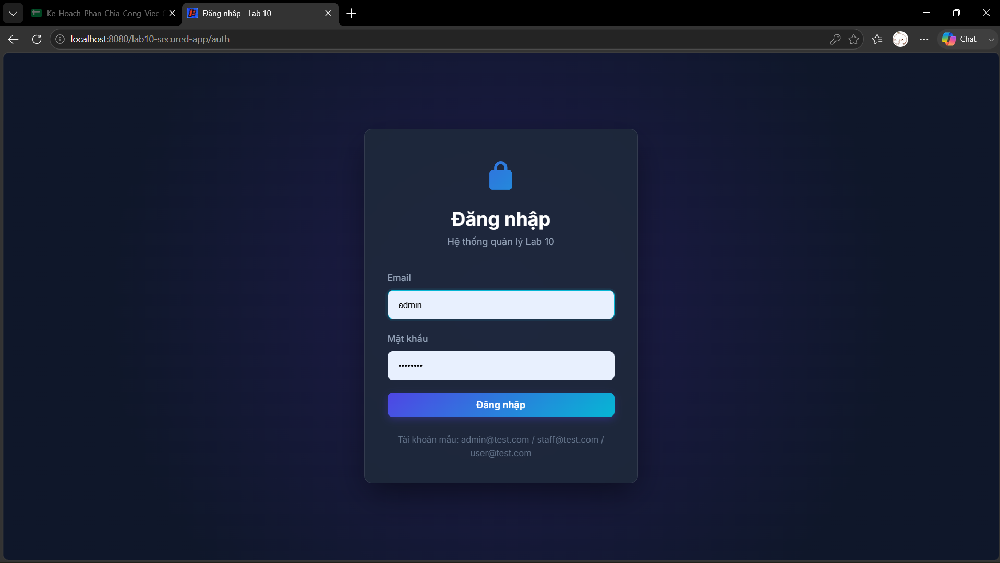 Ke_Hoach_Phan_Chia_Cong_Viec_
Đăng nhập - Lab 10
localhost:8080/lab10-secured-app/auth
Chat
Đăng nhập
Hệ thống quản lý Lab 10
Email
admin
Mật khẩu
••••••••
Đăng nhập
Tài khoản mẫu: admin@test.com / staff@test.com /
user@test.com